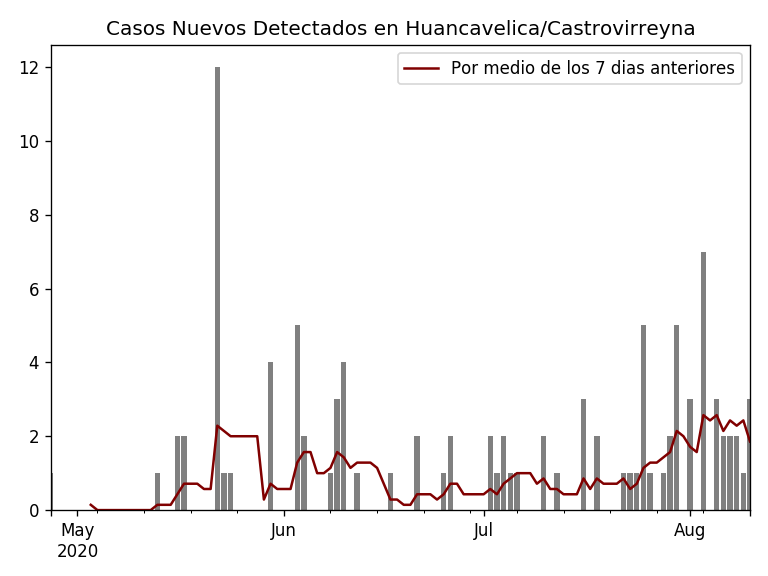 Casos Nuevos Detectados en Huancavelica/Castrovirreyna
Por medio de los 7 dias anteriores
12
10
8
6
4
2
0
May Jun Jul Aug
2020